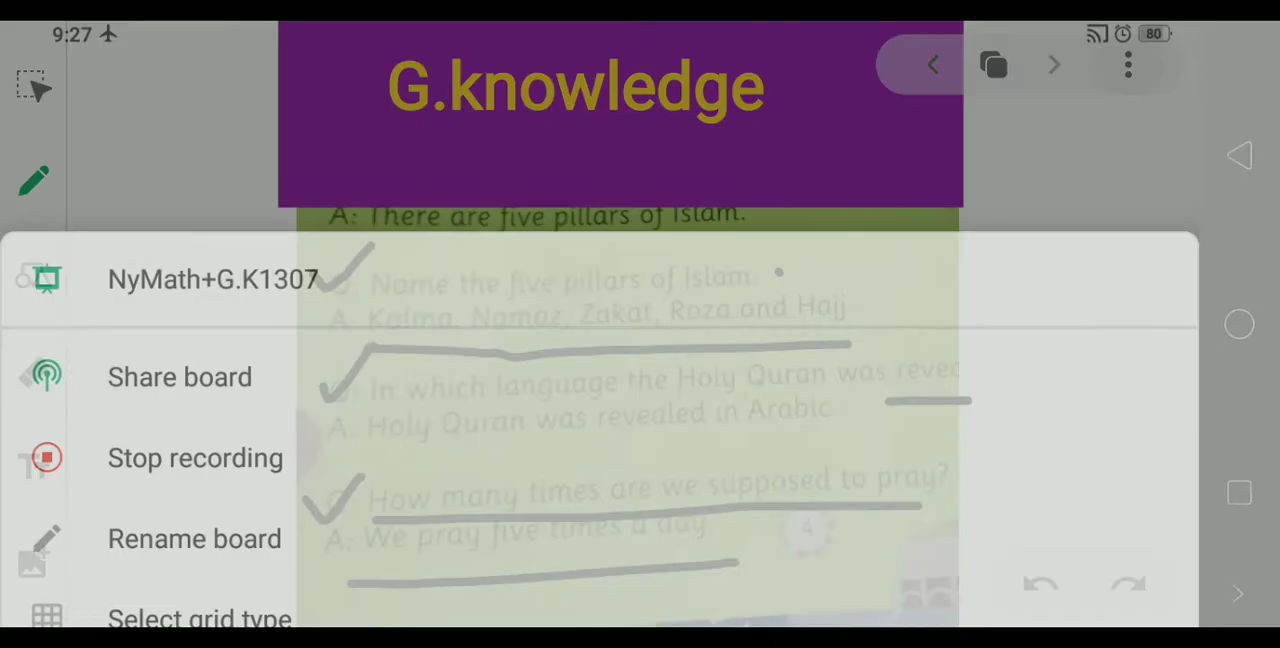 9:27
80
G.knowledge
A: There are five pillars of Islam.
NyMath+G.K1307
Q: Name the five pillars of Islam.
A: Kalma, Namaz, Zakat, Roza and Hajj
Share board
Q: In which language the Holy Quran was
A: Holy Quran was revealed in Arabic
Stop recording
Q: How many times are we supposed to pray?
A: We pray five times a day
4
Rename board
Select grid type